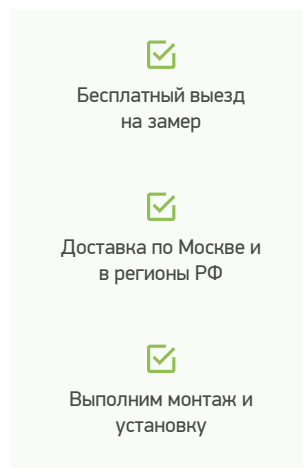 Бесплатный выезд
на замер
Доставка по Москве и
в регионы РФ
Выполним монтаж и
установку